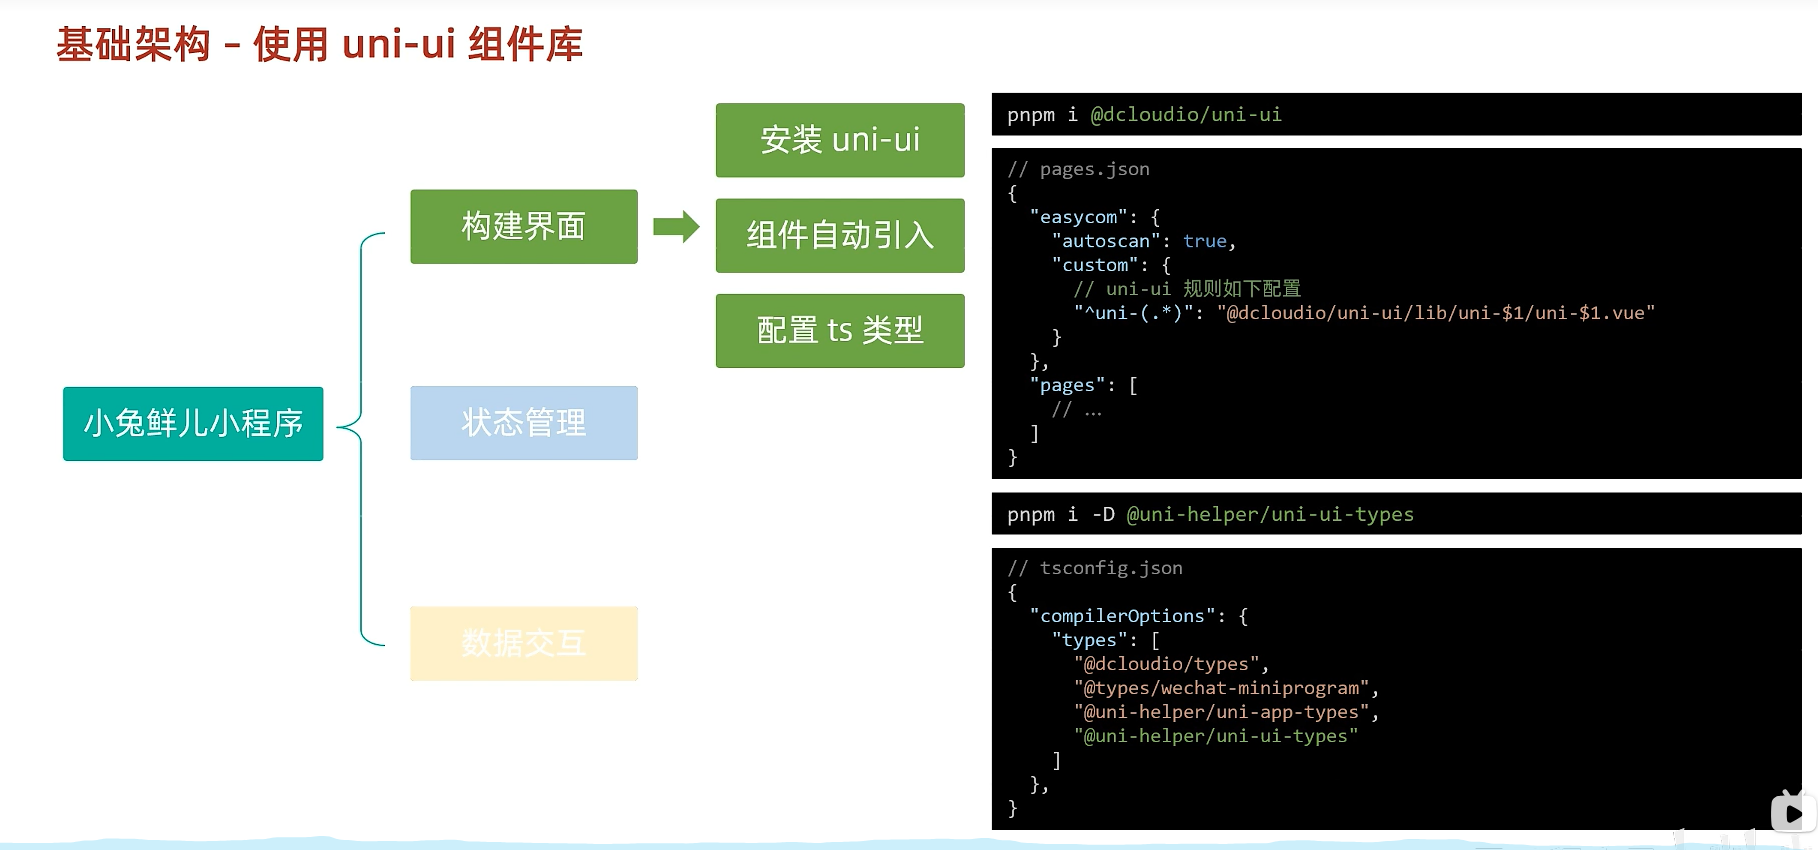 基础架构 – 使用 uni-ui 组件库
小兔鲜儿小程序
构建界面
状态管理
数据交互
安装 uni-ui
组件自动引入
配置 ts 类型
pnpm i @dcloudio/uni-ui
// pages.json
{
"easycom": {
"autoscan": true,
"custom": {
// uni-ui 规则如下配置
"^uni-(.*)": "@dcloudio/uni-ui/lib/uni-$1/uni-$1.vue"
}
},
"pages": [
// …
]
}
pnpm i -D @uni-helper/uni-ui-types
// tsconfig.json
{
"compilerOptions": {
"types": [
"@dcloudio/types",
"@types/wechat-miniprogram",
"@uni-helper/uni-app-types",
"@uni-helper/uni-ui-types"
]
},
}